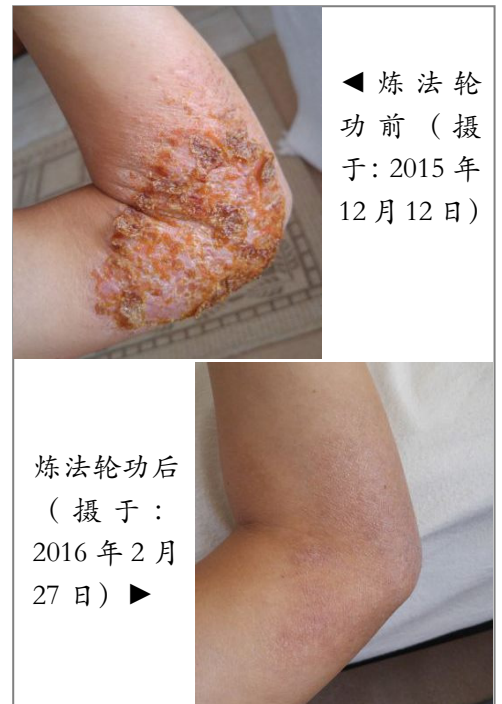 ◀ 炼法轮
功前（摄
于: 2015 年
12 月 12 日）
炼法轮功后
（摄于：
2016 年 2 月
27 日）▶